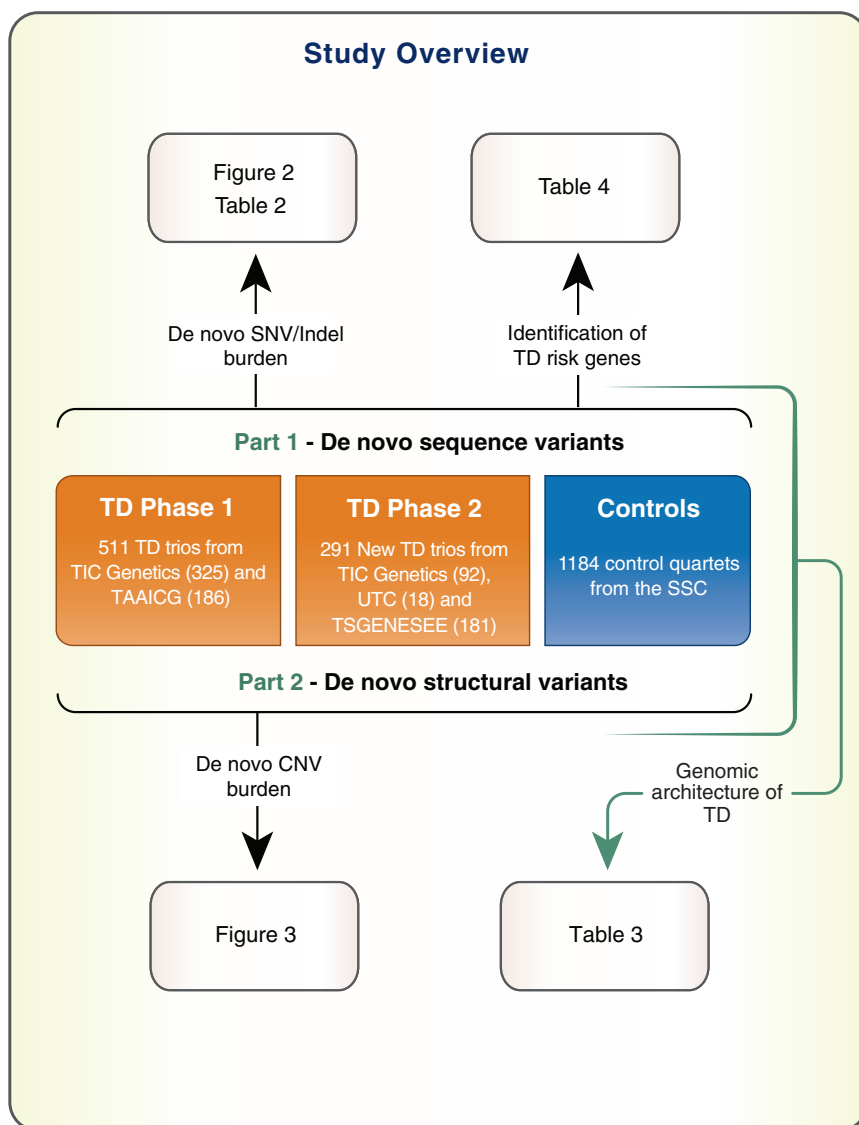 Study Overview
Figure 2
Table 2
Table 4
De novo SNV/Indel
burden
Identification of
TD risk genes
Part 1 - De novo sequence variants
TD Phase 1
511 TD trios from
TIC Genetics (325) and
TAAICG (186)
TD Phase 2
291 New TD trios from
TIC Genetics (92),
UTC (18) and
TSGENESEE (181)
Controls
1184 control quartets
from the SSC
Part 2 - De novo structural variants
De novo CNV
burden
Genomic
architecture of
TD
Figure 3
Table 3